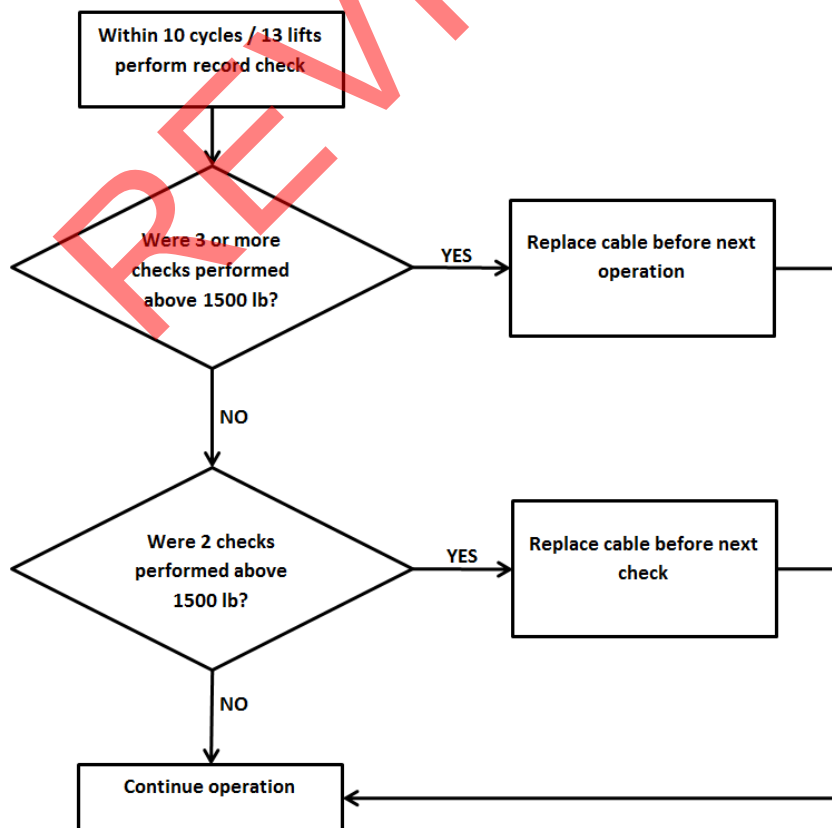 Within 10 cycles / 13 lifts
perform record check
Were 3 or more
checks performed
above 1500 lb?
YES
Replace cable before next
operation
NO
Were 2 checks
performed above
1500 lb?
YES
Replace cable before next
check
NO
Continue operation
REV